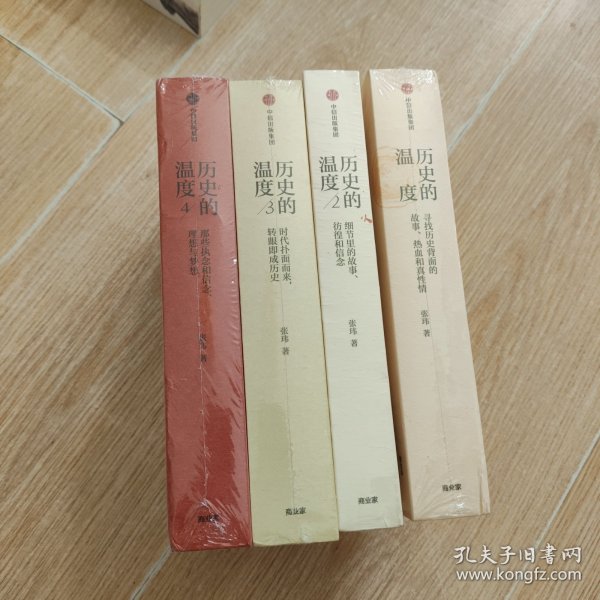 中信出版集团
历史的
温度4
那些执念和信念、
理想与梦想
张玮 著
商业家
中信出版集团
历史的
温度/3
时代扑面而来，
转眼即成历史
张玮 著
商业家
中信出版集团
历史的
温度/2
细节里的故事、
彷徨和信念
张玮 著
商业家
中信出版集团
历史的
温度
寻找历史背面的
故事、热血和真性情
张玮 著
商业家
孔夫子旧书网
www.kongfz.com